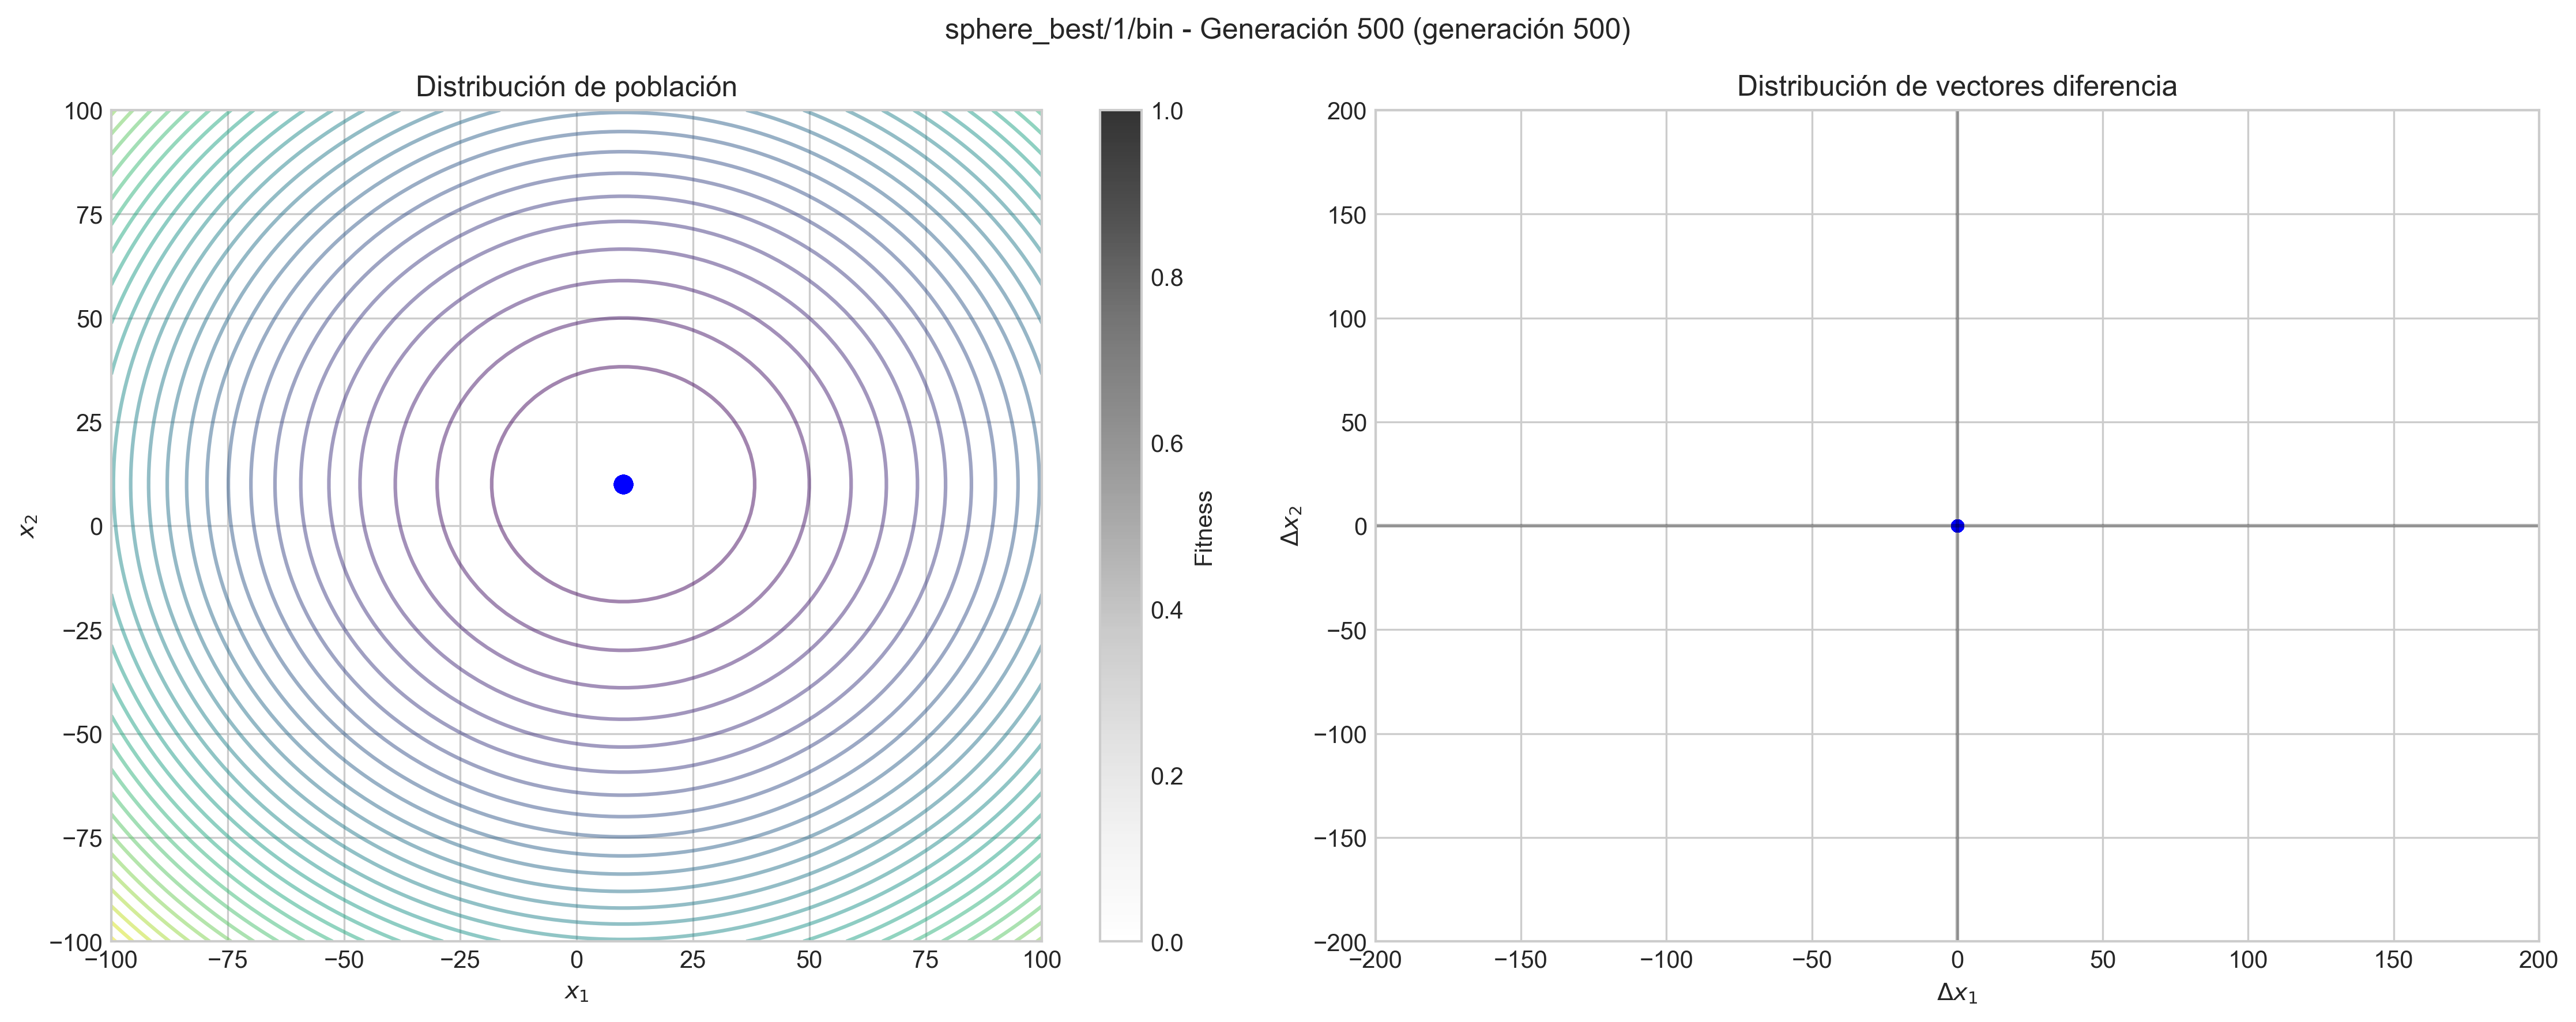 sphere_best/1/bin - Generación 500 (generación 500)
Distribución de población
100
75
50
25
0
−25
−50
−75
−100
x₂
−100 −75 −50 −25 0 25 50 75 100
x₁
1.0
0.8
0.6
0.4
0.2
0.0
Fitness
Distribución de vectores diferencia
200
150
100
50
0
−50
−100
−150
−200
Δx₂
−200 −150 −100 −50 0 50 100 150 200
Δx₁